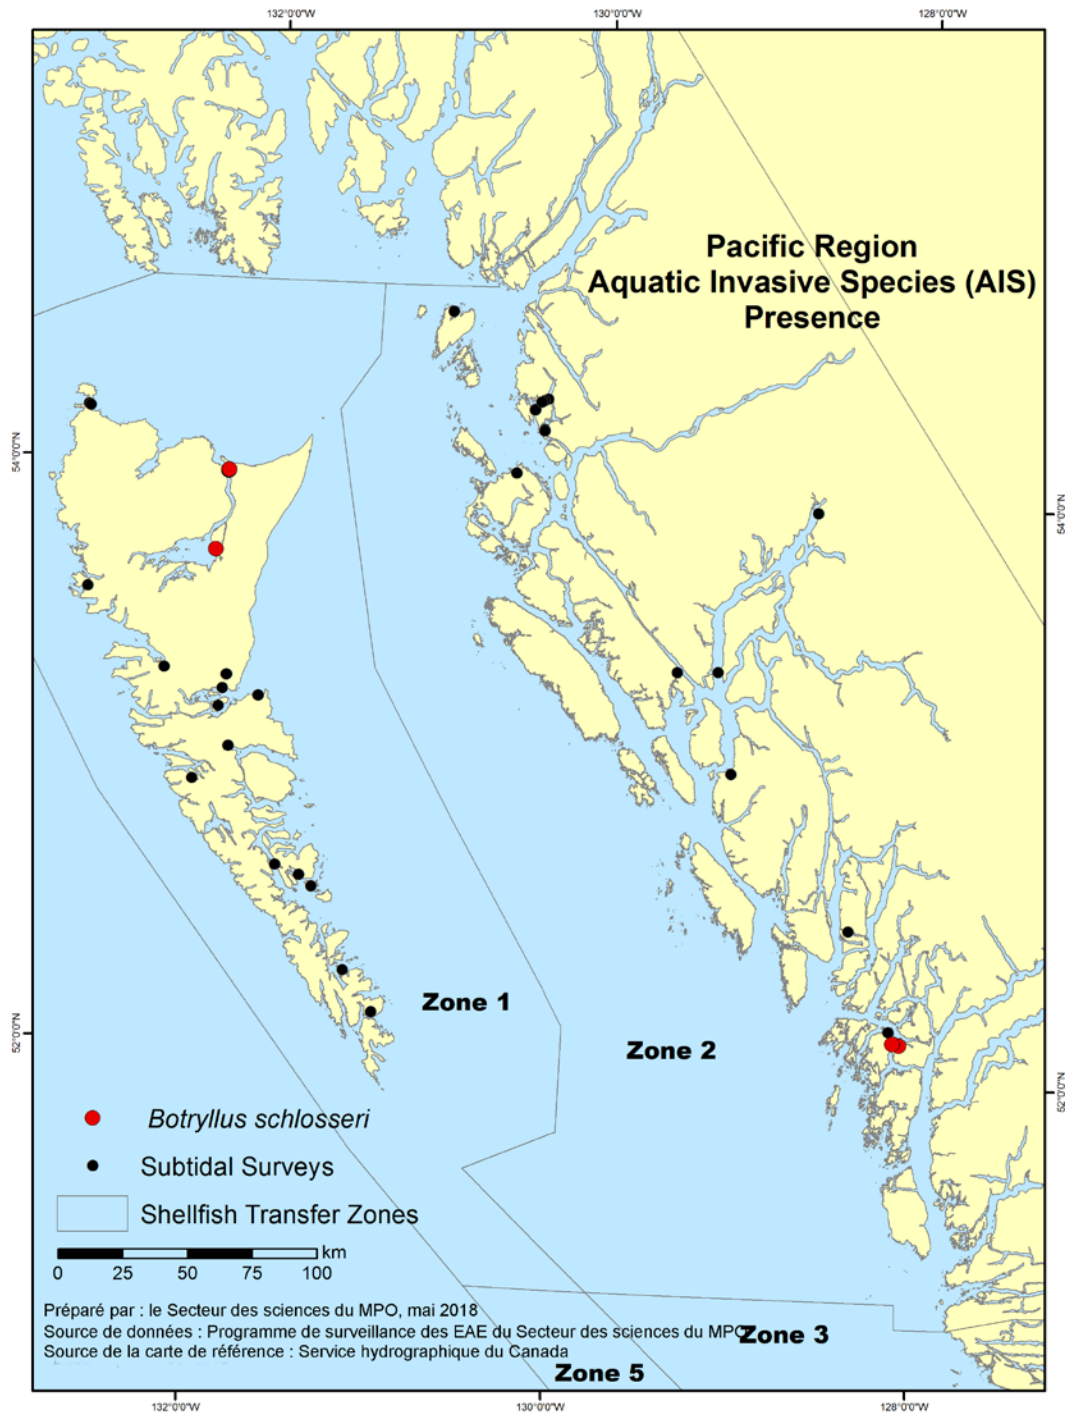 132°0'0"W 130°0'0"W 128°0'0"W
Pacific Region
Aquatic Invasive Species (AIS)
Presence
54°0'0"N
54°0'0"N
Zone 1
52°0'0"N
Zone 2
52°0'0"N
Botryllus schlosseri
Subtidal Surveys
Shellfish Transfer Zones
km
0 25 50 75 100
Préparé par : le Secteur des sciences du MPO, mai 2018
Source de données : Programme de surveillance des EAE du Secteur des sciences du MPO
Zone 3
Source de la carte de référence : Service hydrographique du Canada
Zone 5
132°0'0"W 130°0'0"W 128°0'0"W